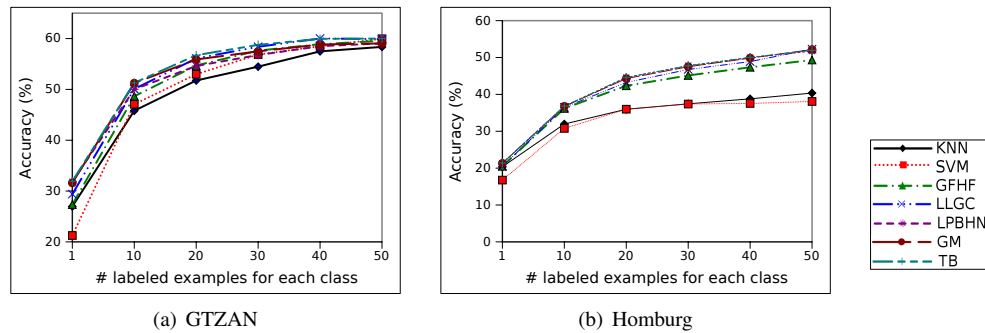 60
50
40
30
20
Accuracy (%)
1 10 20 30 40 50
# labeled examples for each class
(a) GTZAN
60
50
40
30
20
10
0
Accuracy (%)
1 10 20 30 40 50
# labeled examples for each class
(b) Homburg
KNN
SVM
GFHF
LLGC
LPBHN
GM
TB